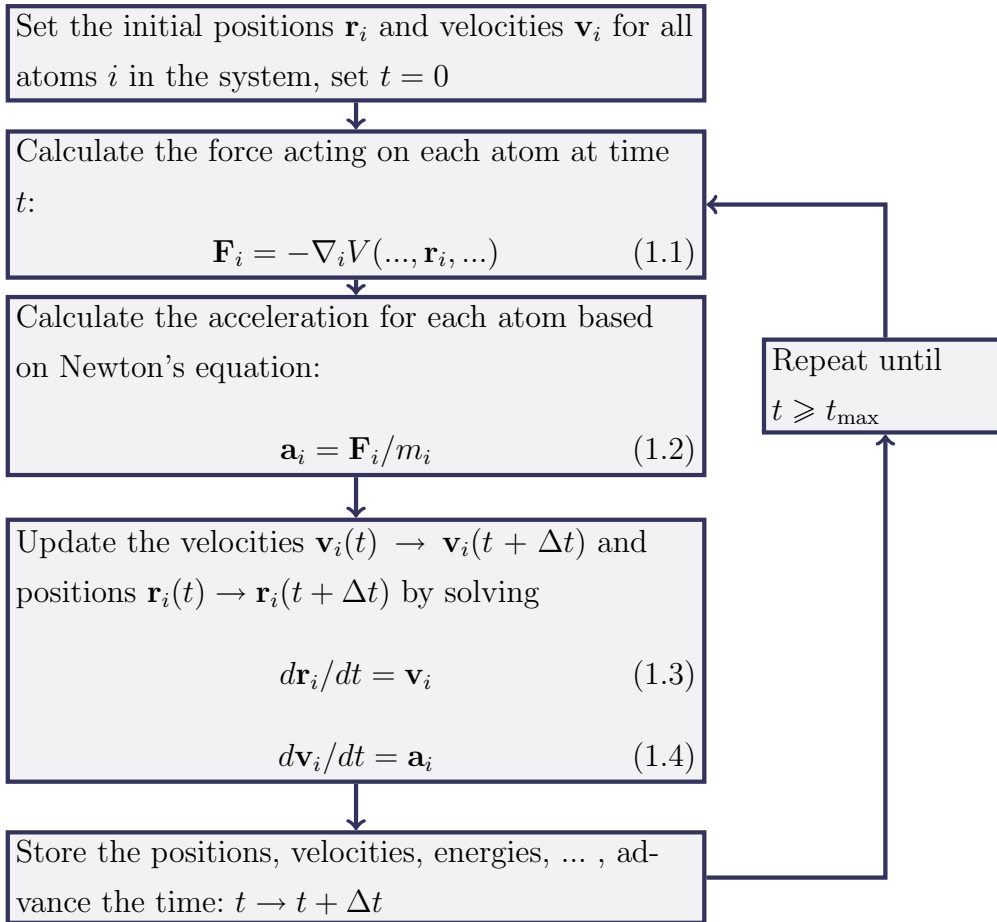 Set the initial positions r_i and velocities v_i for all
atoms i in the system, set t = 0
Calculate the force acting on each atom at time
t:
F_i = −∇_iV(..., r_i, ...) (1.1)
Calculate the acceleration for each atom based
on Newton's equation:
a_i = F_i/m_i (1.2)
Update the velocities v_i(t) → v_i(t + Δt) and
positions r_i(t) → r_i(t + Δt) by solving
dr_i/dt = v_i (1.3)
dv_i/dt = a_i (1.4)
Store the positions, velocities, energies, ... , ad-
vance the time: t → t + Δt
Repeat until
t ⩾ t_max